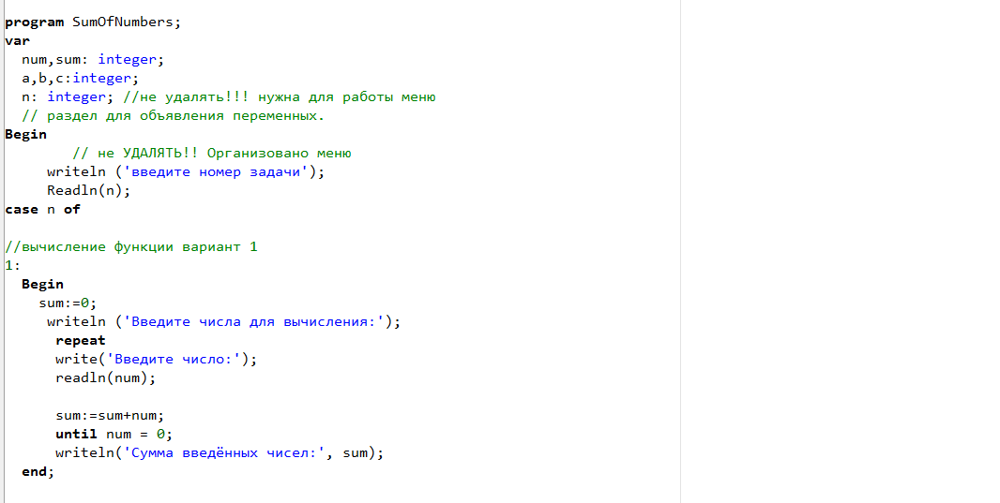 program SumOfNumbers;
var
num,sum: integer;
a,b,c:integer;
n: integer; //не удалять!!! нужна для работы меню
// раздел для объявления переменных.
Begin
// не УДАЛЯТЬ!! Организовано меню
writeln ('введите номер задачи');
Readln(n);
case n of
//вычисление функции вариант 1
1:
Begin
sum:=0;
writeln ('Введите числа для вычисления:');
repeat
write('Введите число:');
readln(num);
sum:=sum+num;
until num = 0;
writeln('Сумма введённых чисел:', sum);
end;